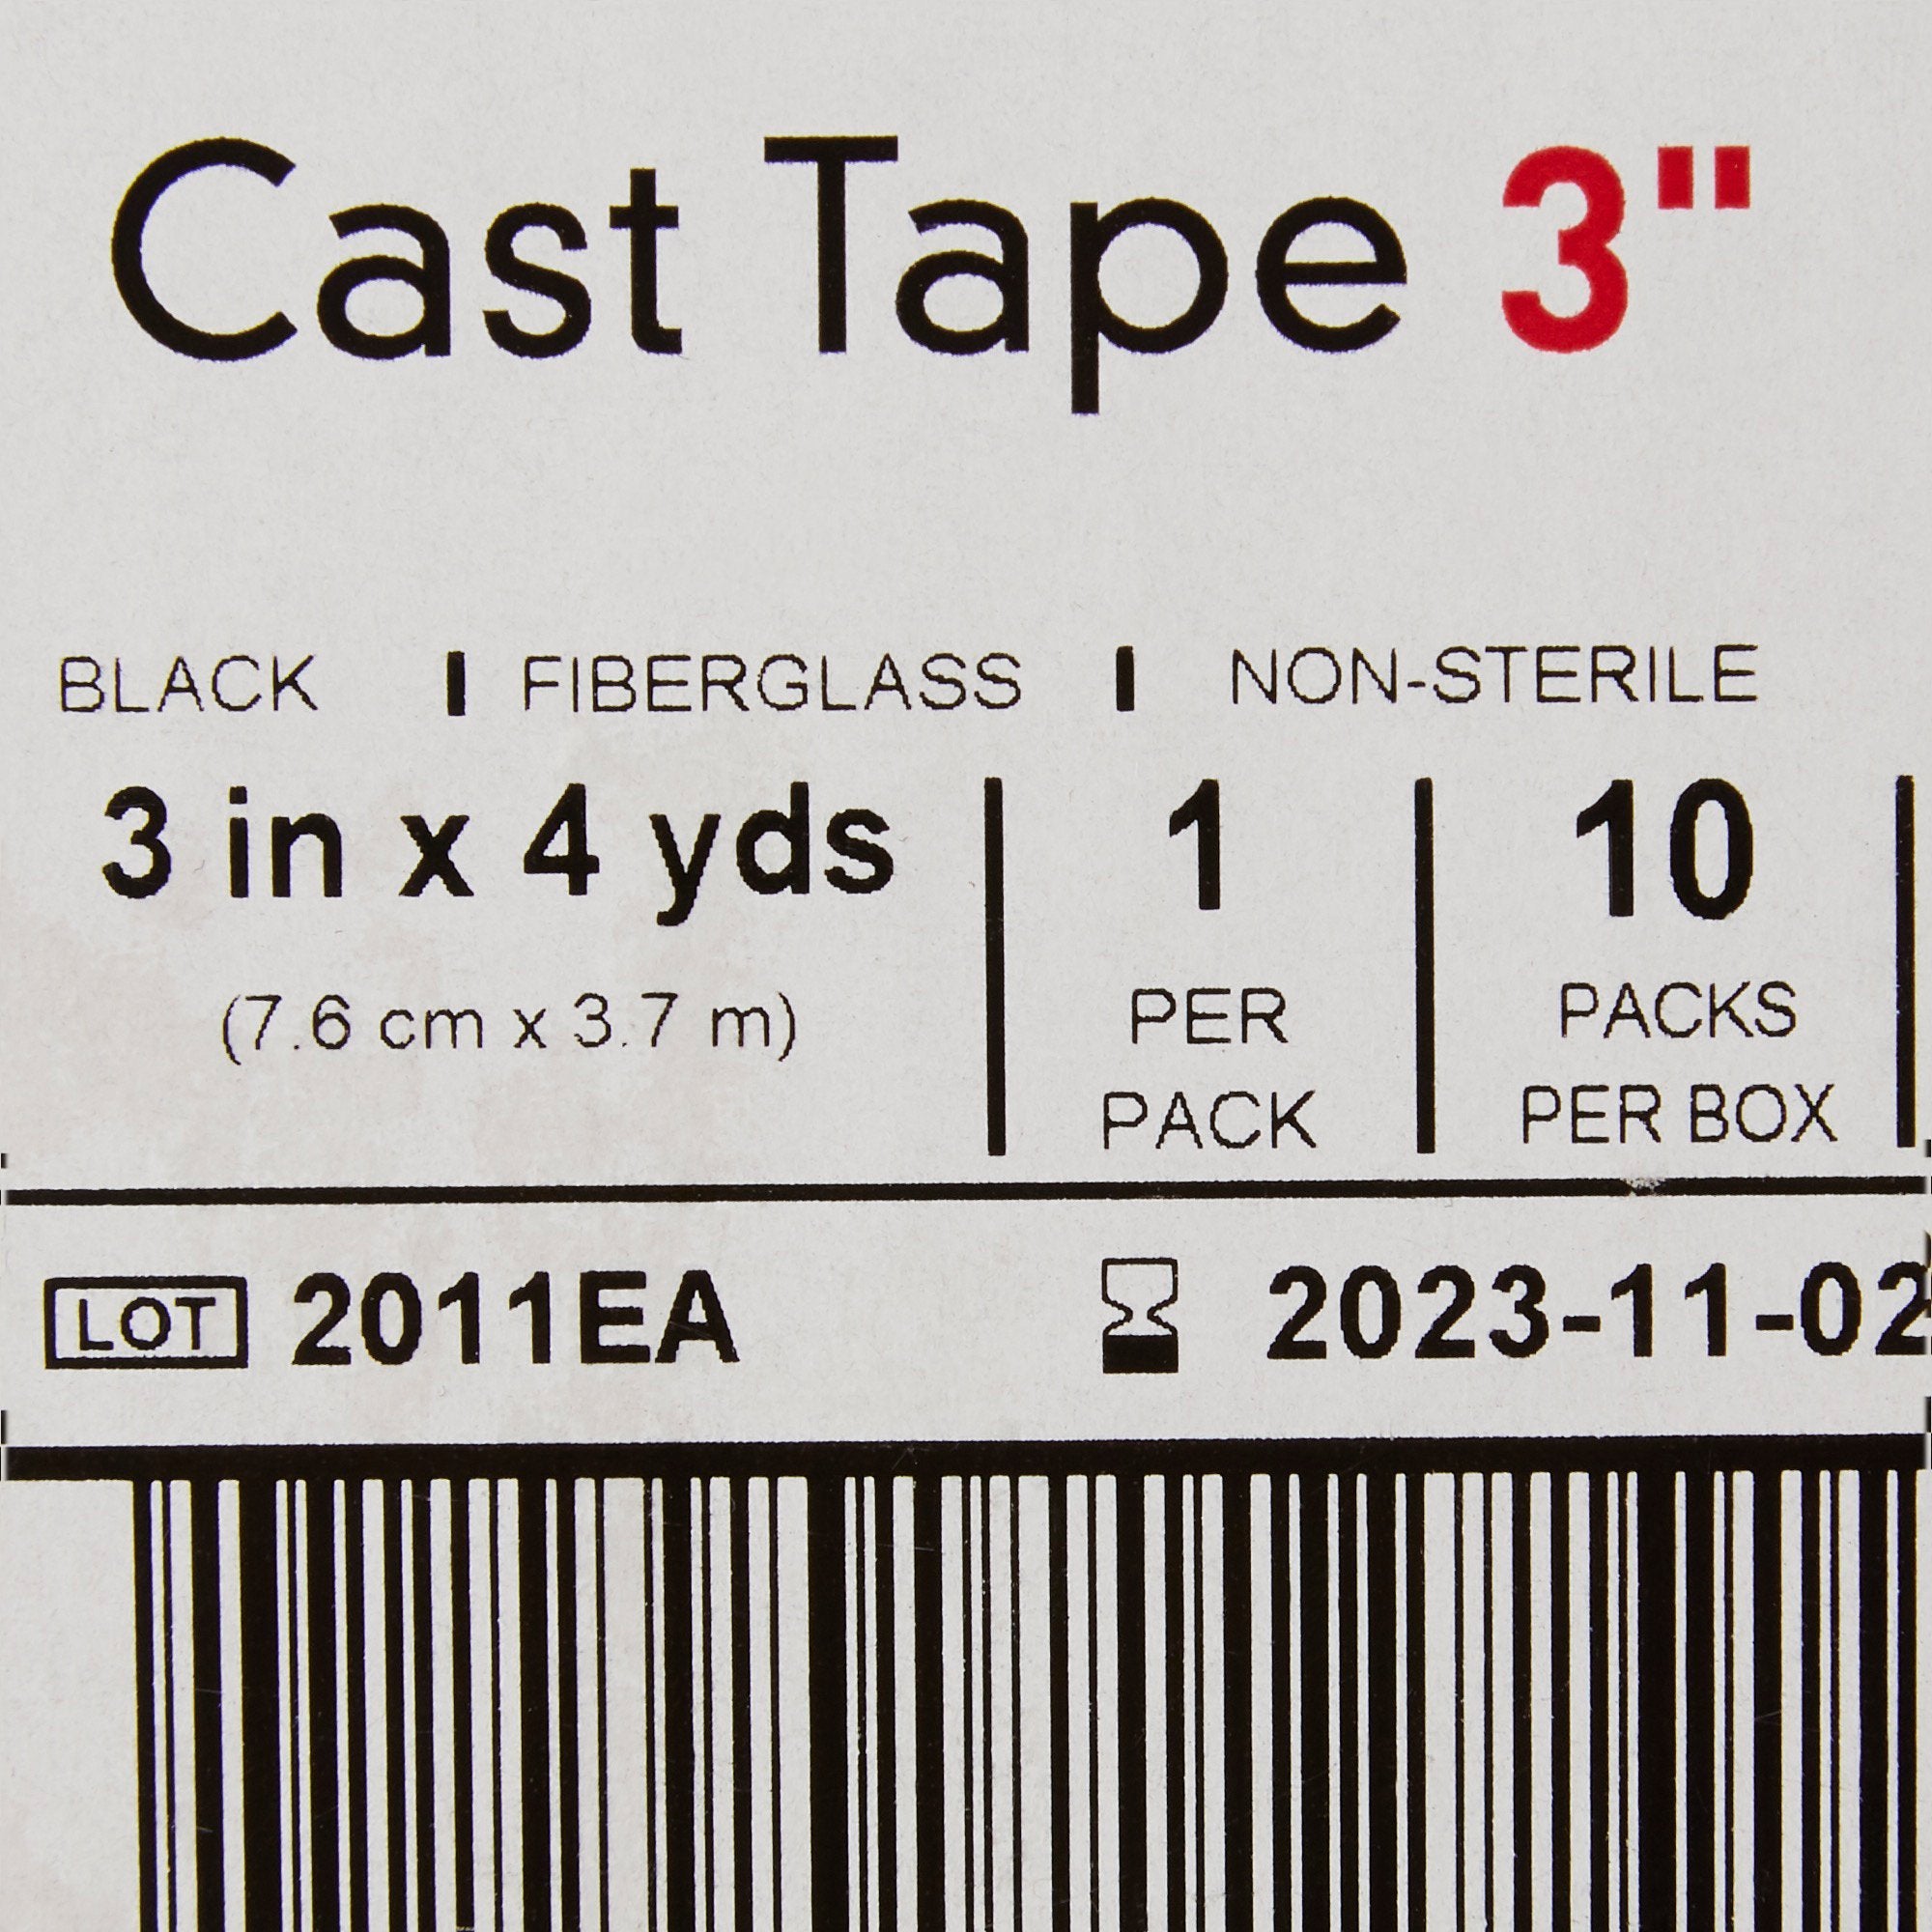 Cast Tape 3"
BLACK | FIBERGLASS | NON-STERILE
3 in x 4 yds | 1 | 10
(7.6 cm x 3.7 m) PER PACKS
PACK PER BOX
LOT 2011EA 2023-11-02